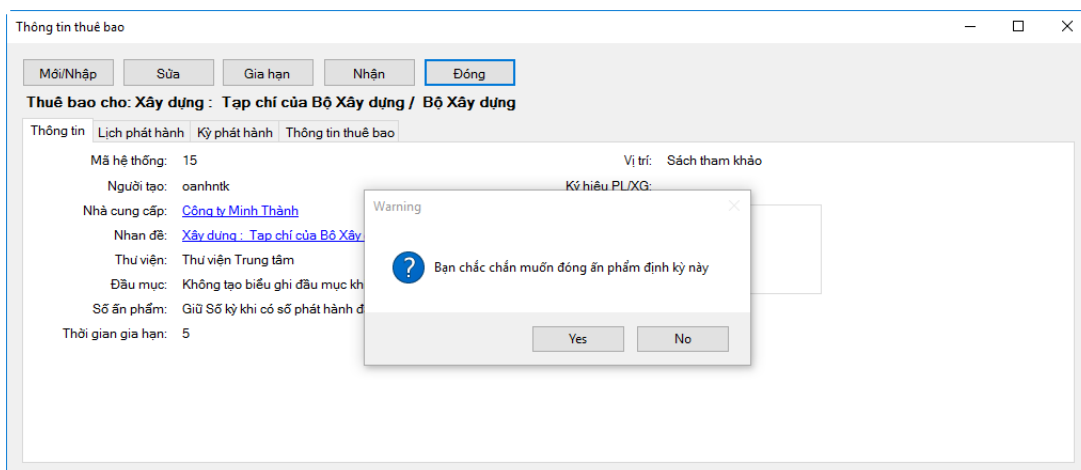 Thông tin thuê bao
Mới/Nhập Sửa Gia hạn Nhận Đóng
Thuê bao cho: Xây dựng : Tạp chí của Bộ Xây dựng / Bộ Xây dựng
Thông tin Lịch phát hành Kỳ phát hành Thông tin thuê bao
Mã hệ thống: 15 Vị trí: Sách tham khảo
Người tạo: oanhntk Ký hiệu PL/XG:
Nhà cung cấp: Công ty Minh Thành
Nhan đề: Xây dựng : Tạp chí của Bộ Xây
Thư viện: Thư viện Trung tâm
Đầu mục: Không tạo biểu ghi đầu mục kh
Số ấn phẩm: Giữ Số kỳ khi có số phát hành đ
Thời gian gia hạn: 5
Warning
Bạn chắc chắn muốn đóng ấn phẩm định kỳ này
Yes No